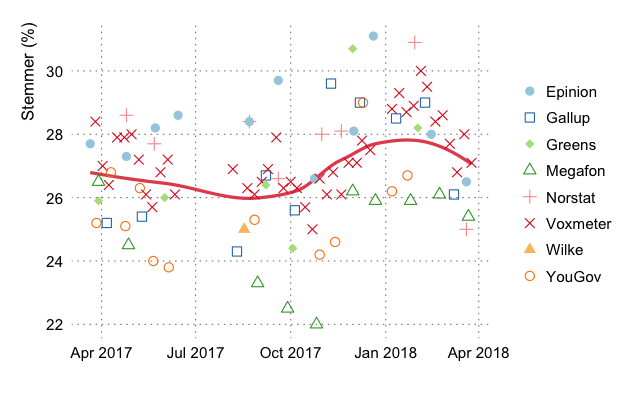 Stemmer (%)
30
28
26
24
22
Apr 2017 Jul 2017 Oct 2017 Jan 2018 Apr 2018
Epinion
Gallup
Greens
Megafon
Norstat
Voxmeter
Wilke
YouGov